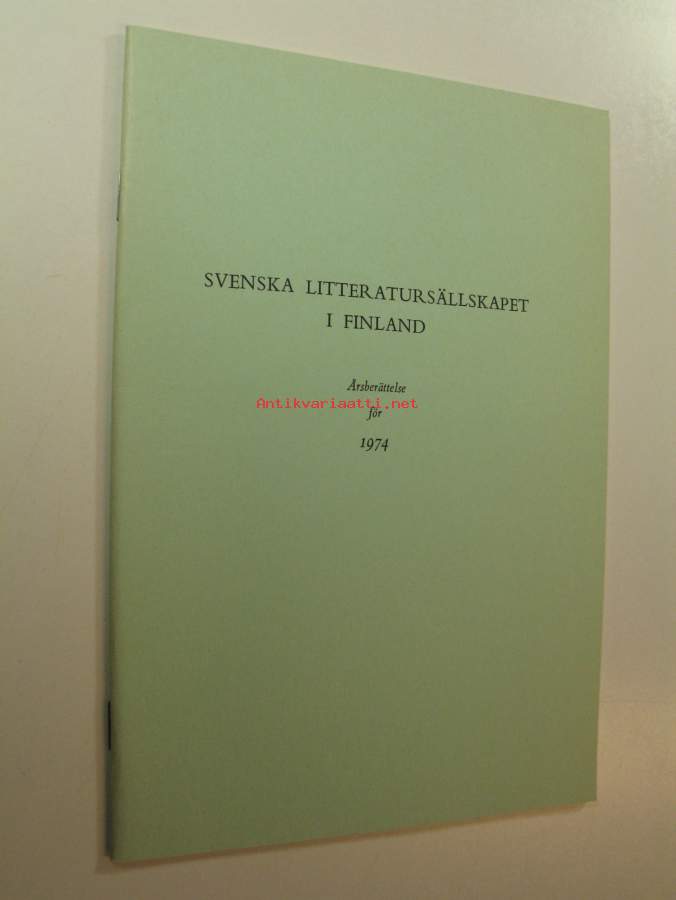 SVENSKA LITTERATURSÄLLSKAPET
I FINLAND
Årsberättelse
Antikvariaatti.net
för
1974